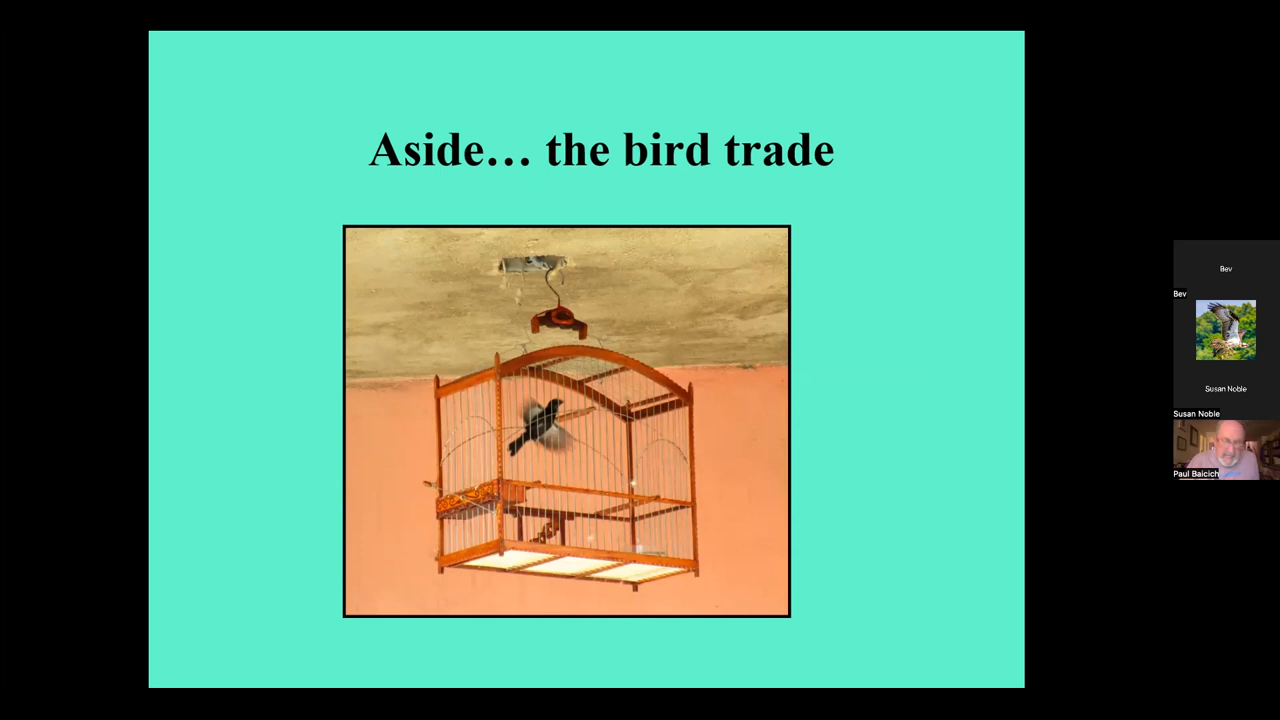 Aside… the bird trade
Bev
Bev
Susan Noble
Susan Noble
Paul Baicich